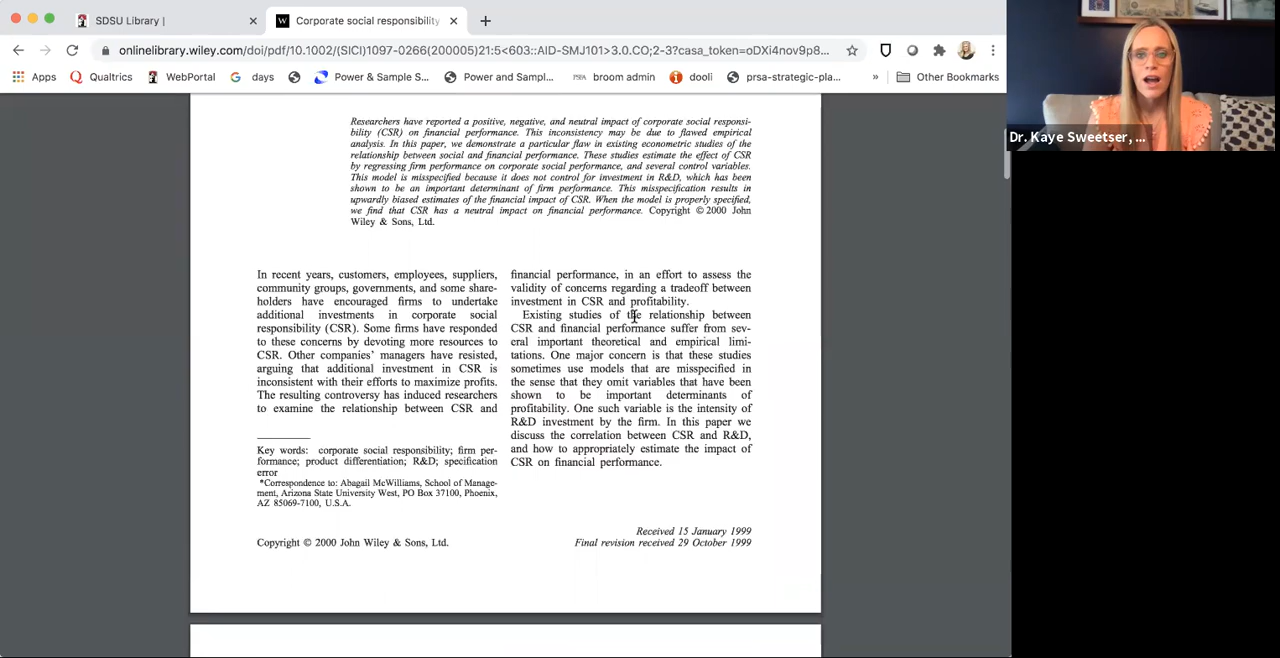 SDSU Library |
Corporate social responsibility
onlinelibrary.wiley.com/doi/pdf/10.1002/(SICI)1097-0266(200005)21:5<603::AID-SMJ101>3.0.CO;2-3?casa_token=oDXi4nov9p8...
Apps
Qualtrics
WebPortal
days
Power & Sample S...
Power and Sampl...
PSPA
broom admin
dooli
prsa-strategic-pla...
»
Other Bookmarks
Dr. Kaye Sweetser, ...
Researchers have reported a positive, negative, and neutral impact of corporate social responsi-
bility (CSR) on financial performance. This inconsistency may be due to flawed empirical
analysis. In this paper, we demonstrate a particular flaw in existing econometric studies of the
relationship between social and financial performance. These studies estimate the effect of CSR
by regressing firm performance on corporate social performance, and several control variables.
This model is misspecified because it does not control for investment in R&D, which has been
shown to be an important determinant of firm performance. This misspecification results in
upwardly biased estimates of the financial impact of CSR. When the model is properly specified,
we find that CSR has a neutral impact on financial performance. Copyright © 2000 John
Wiley & Sons, Ltd.
In recent years, customers, employees, suppliers,
community groups, governments, and some share-
holders have encouraged firms to undertake
additional investments in corporate social
responsibility (CSR). Some firms have responded
to these concerns by devoting more resources to
CSR. Other companies' managers have resisted,
arguing that additional investment in CSR is
inconsistent with their efforts to maximize profits.
The resulting controversy has induced researchers
to examine the relationship between CSR and
Key words: corporate social responsibility; firm per-
formance; product differentiation; R&D; specification
error
*Correspondence to: Abagail McWilliams, School of Manage-
ment, Arizona State University West, PO Box 37100, Phoenix,
AZ 85069-7100, U.S.A.
financial performance, in an effort to assess the
validity of concerns regarding a tradeoff between
investment in CSR and profitability.
Existing studies of the relationship between
CSR and financial performance suffer from sev-
eral important theoretical and empirical limi-
tations. One major concern is that these studies
sometimes use models that are misspecified in
the sense that they omit variables that have been
shown to be important determinants of
profitability. One such variable is the intensity of
R&D investment by the firm. In this paper we
discuss the correlation between CSR and R&D,
and how to appropriately estimate the impact of
CSR on financial performance.
Copyright © 2000 John Wiley & Sons, Ltd.
Received 15 January 1999
Final revision received 29 October 1999